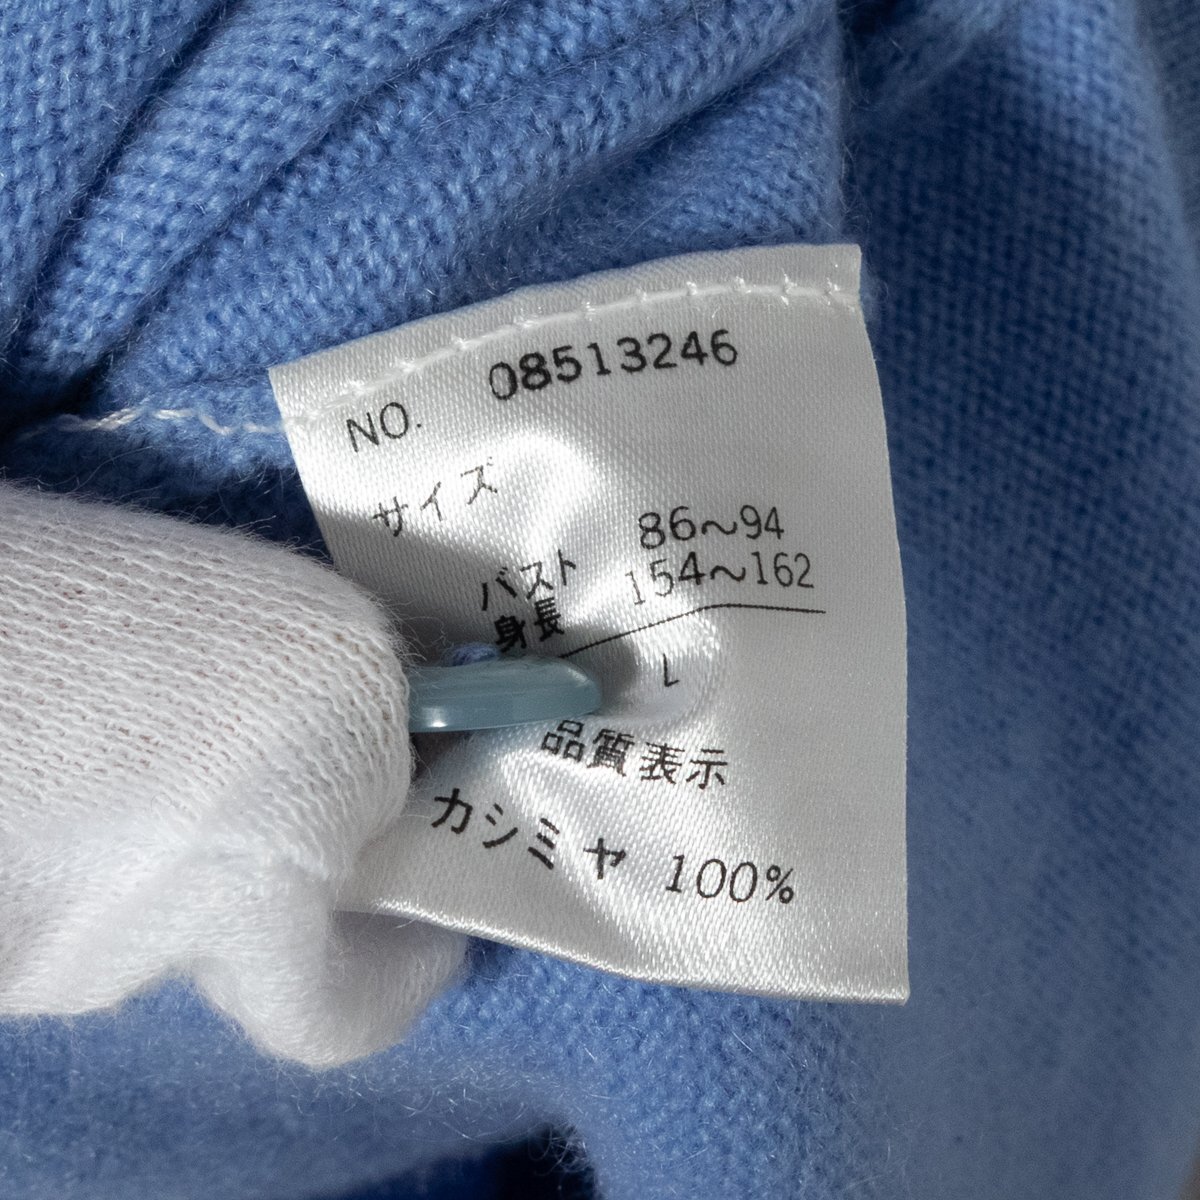 NO. 08513246
サイズ
バスト 86〜94
身長 154〜162
L
品質表示
カシミヤ 100%